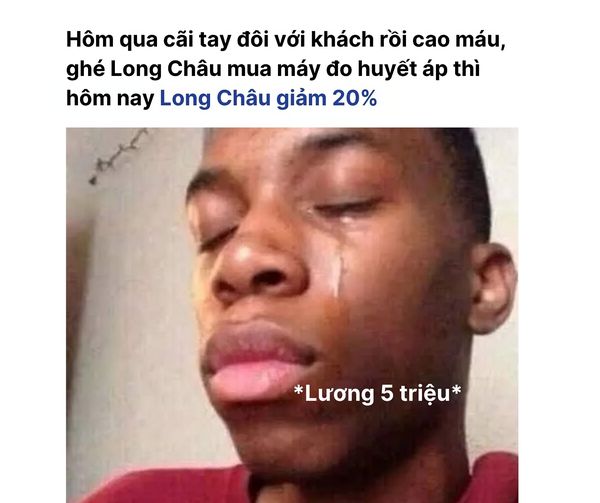 Hôm qua cãi tay đôi với khách rồi cao máu,
ghé Long Châu mua máy đo huyết áp thì
hôm nay Long Châu giảm 20%
*Lương 5 triệu*